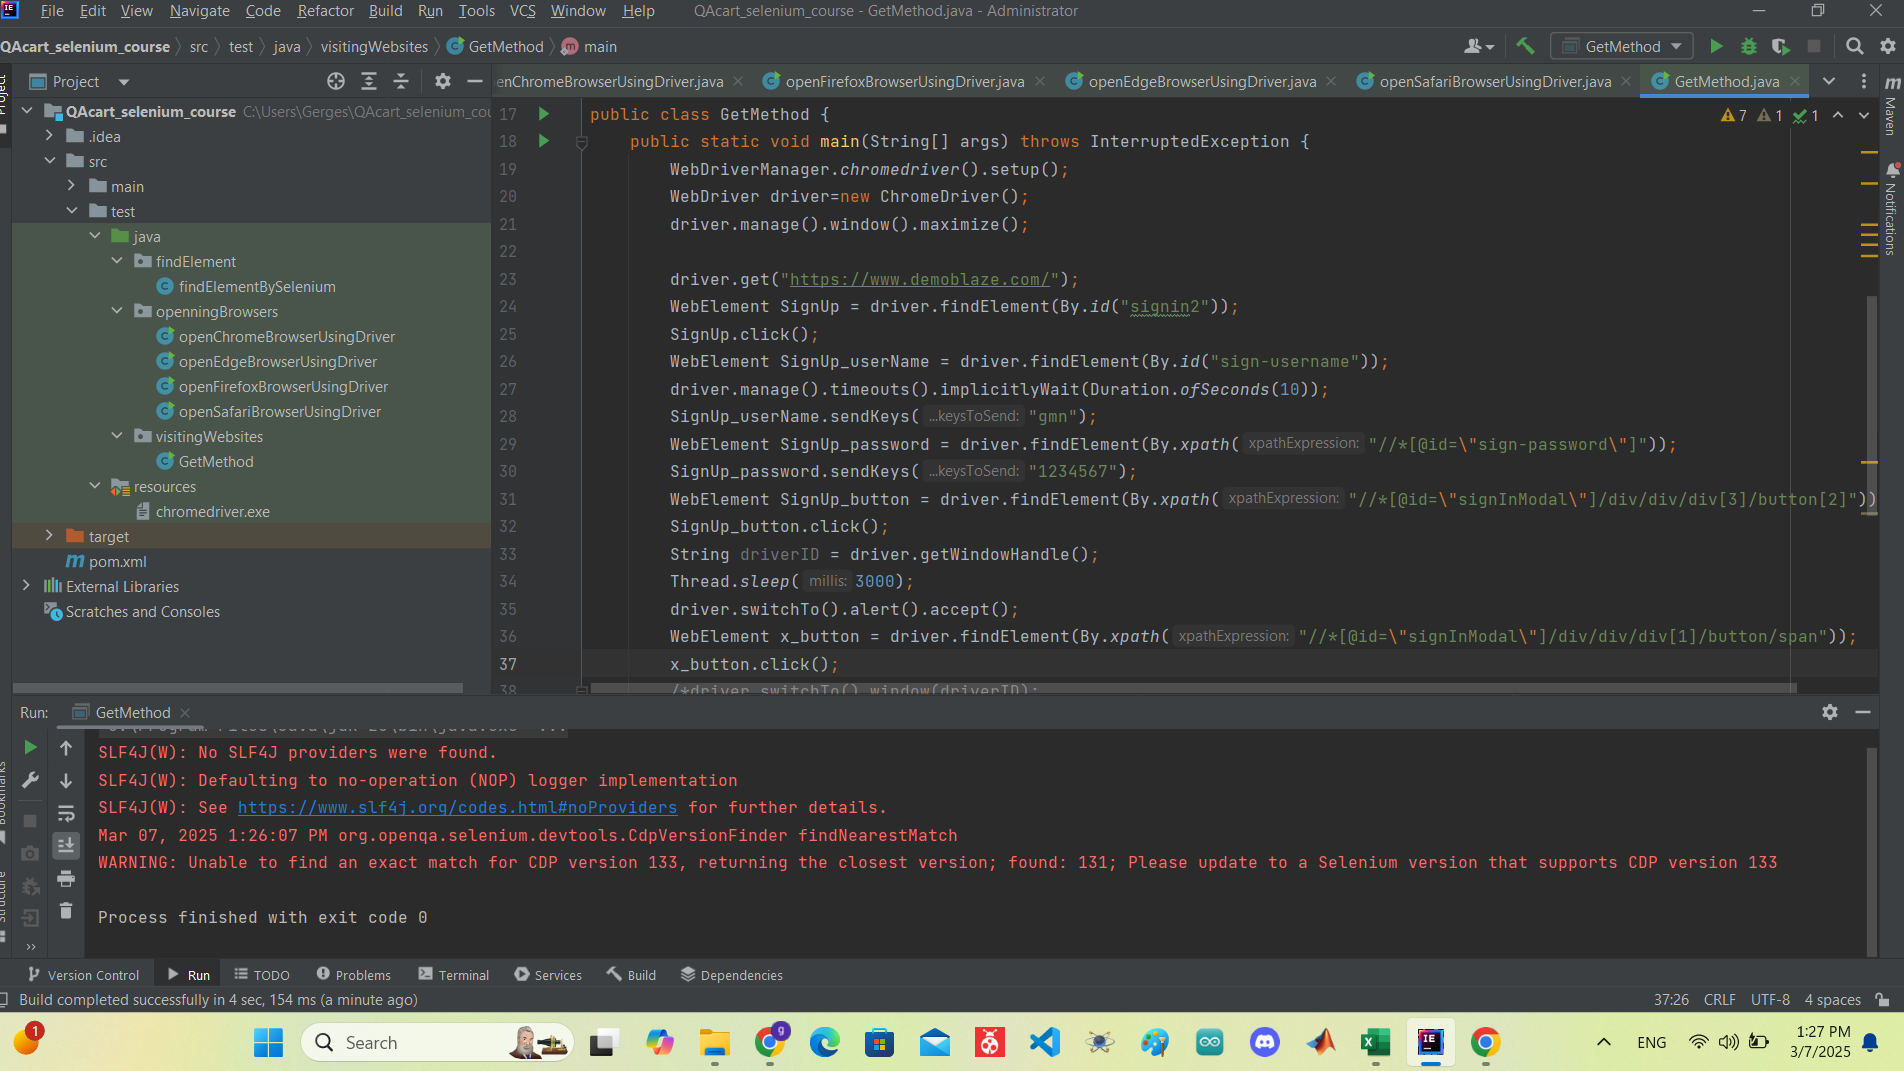 File Edit View Navigate Code Refactor Build Run Tools VCS Window Help QAcart_selenium_course - GetMethod.java - Administrator
QAcart_selenium_course src test java visitingWebsites GetMethod main GetMethod
Project
enChromeBrowserUsingDriver.java openFirefoxBrowserUsingDriver.java openEdgeBrowserUsingDriver.java openSafariBrowserUsingDriver.java GetMethod.java
Project
Maven
Notifications
QAcart_selenium_course C:\Users\Gerges\QAcart_selenium_cou
.idea
src
main
test
java
findElement
findElementBySelenium
openningBrowsers
openChromeBrowserUsingDriver
openEdgeBrowserUsingDriver
openFirefoxBrowserUsingDriver
openSafariBrowserUsingDriver
visitingWebsites
GetMethod
resources
chromedriver.exe
target
pom.xml
External Libraries
Scratches and Consoles
7 1 1
17 public class GetMethod {
18 public static void main(String[] args) throws InterruptedException {
19 WebDriverManager.chromedriver().setup();
20 WebDriver driver=new ChromeDriver();
21 driver.manage().window().maximize();
22
23 driver.get("https://www.demoblaze.com/");
24 WebElement SignUp = driver.findElement(By.id("signin2"));
25 SignUp.click();
26 WebElement SignUp_userName = driver.findElement(By.id("sign-username"));
27 driver.manage().timeouts().implicitlyWait(Duration.ofSeconds(10));
28 SignUp_userName.sendKeys( ...keysToSend: "gmn");
29 WebElement SignUp_password = driver.findElement(By.xpath( xpathExpression: "//*[@id=\"sign-password\"]"));
30 SignUp_password.sendKeys( ...keysToSend: "1234567");
31 WebElement SignUp_button = driver.findElement(By.xpath( xpathExpression: "//*[@id=\"signInModal\"]/div/div/div[3]/button[2]"))
32 SignUp_button.click();
33 String driverID = driver.getWindowHandle();
34 Thread.sleep( millis: 3000);
35 driver.switchTo().alert().accept();
36 WebElement x_button = driver.findElement(By.xpath( xpathExpression: "//*[@id=\"signInModal\"]/div/div/div[1]/button/span"));
37 x_button.click();
38 /*driver.switchTo().window(driverID);
Run: GetMethod
SLF4J(W): No SLF4J providers were found.
SLF4J(W): Defaulting to no-operation (NOP) logger implementation
SLF4J(W): See https://www.slf4j.org/codes.html#noProviders for further details.
Mar 07, 2025 1:26:07 PM org.openqa.selenium.devtools.CdpVersionFinder findNearestMatch
WARNING: Unable to find an exact match for CDP version 133, returning the closest version; found: 131; Please update to a Selenium version that supports CDP version 133
Process finished with exit code 0
Version Control Run TODO Problems Terminal Services Build Dependencies
Build completed successfully in 4 sec, 154 ms (a minute ago) 37:26 CRLF UTF-8 4 spaces
1 Search g ENG 1:27 PM
3/7/2025